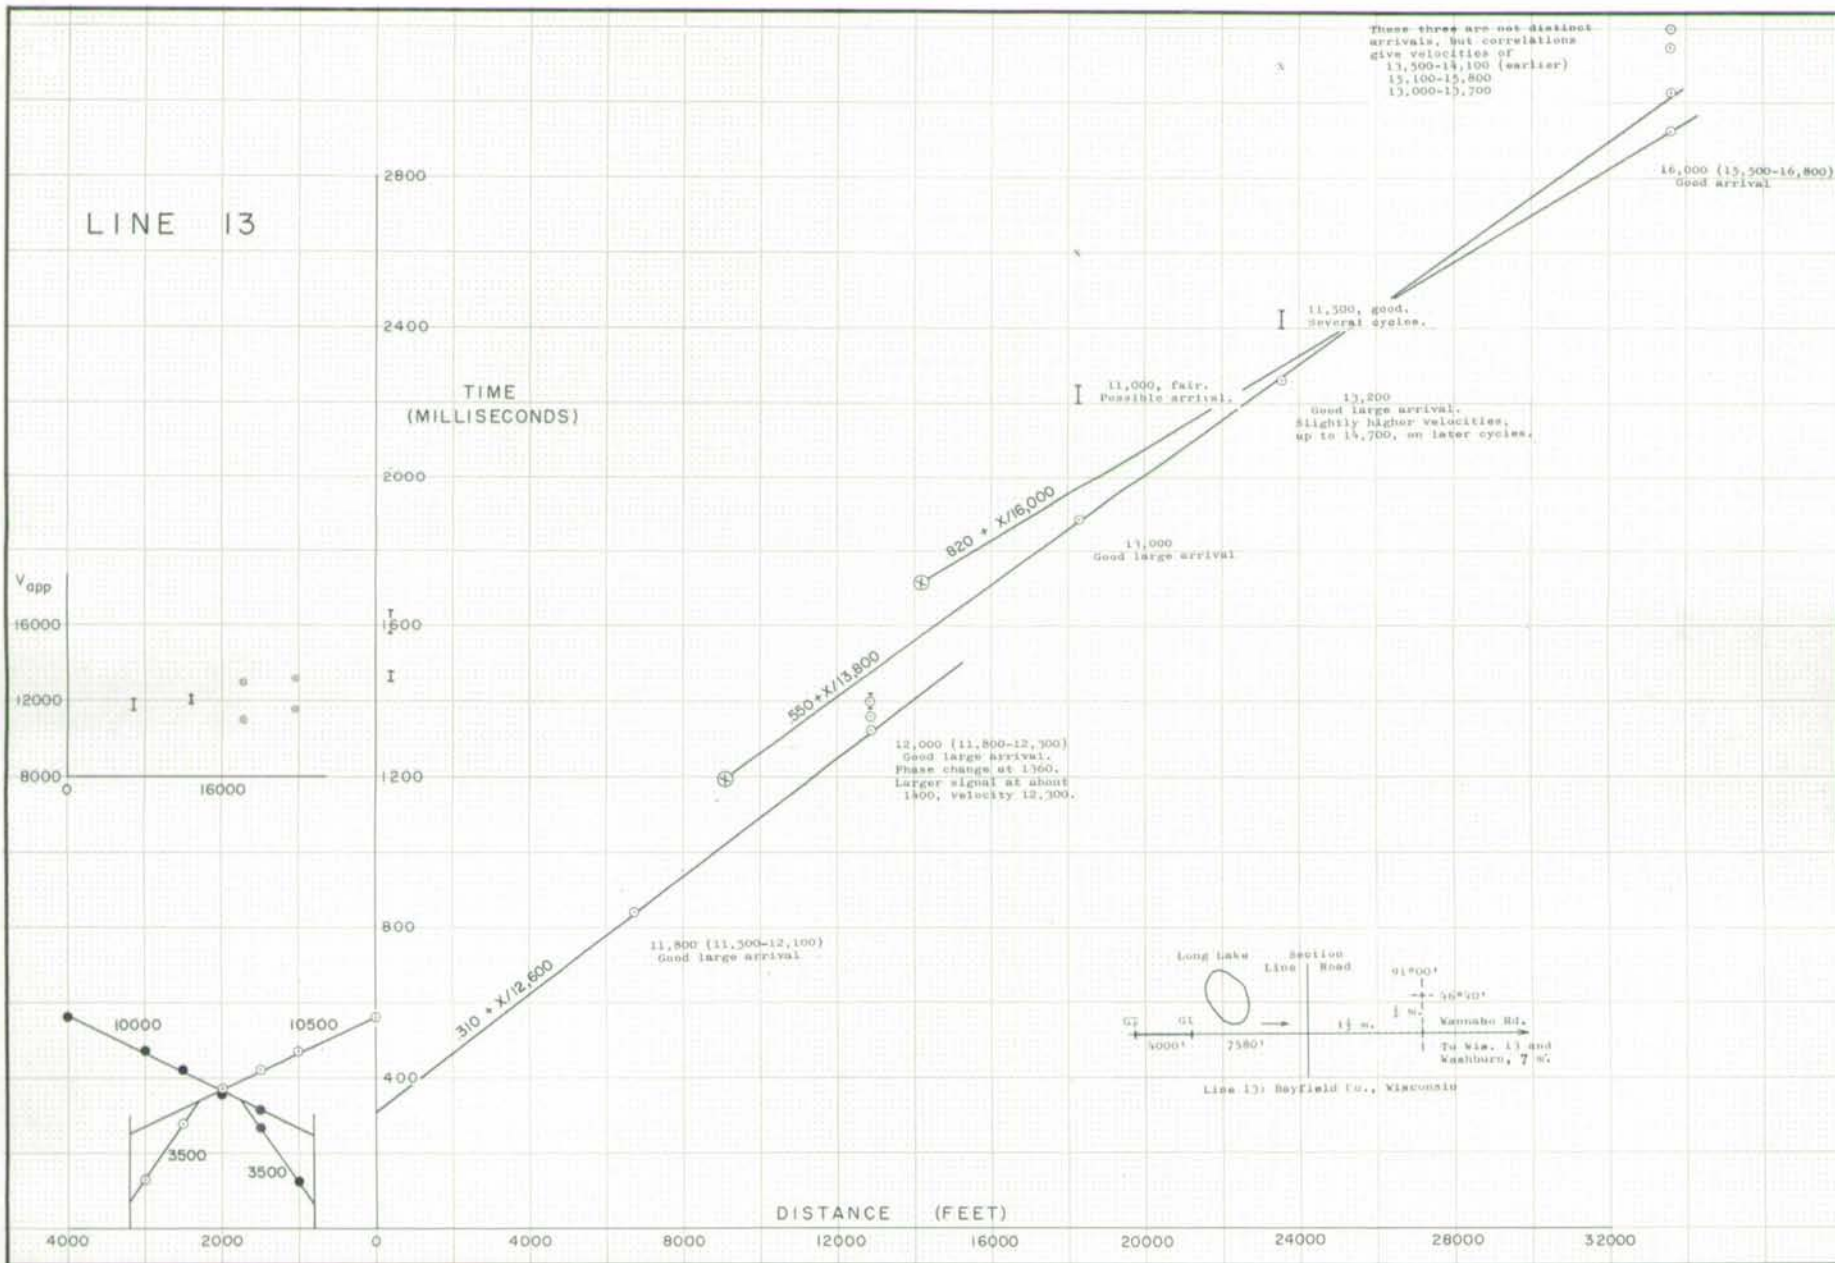 These three are not distinct
arrivals, but correlations
give velocities of
13,500-14,100 (earlier)
15,100-15,800
13,000-13,700
2800
16,000 (15,500-16,800)
Good arrival
LINE 13
11,500, good.
Several cycles.
2400
TIME
(MILLISECONDS)
11,000, fair.
Possible arrival.
13,200
Good large arrival.
Slightly higher velocities,
up to 14,700, on later cycles.
2000
820 + X/16,000
13,000
Good large arrival
Vapp
16000
1600
12000
550+X/13,800
12,000 (11,800-12,300)
Good large arrival.
Phase change at 1360.
Larger signal at about
1400, velocity 12,300.
8000
1200
0
16000
800
11,800 (11,500-12,100)
Good large arrival
310 + X/12,600
Long Lake
Section
Line Road
91°00'
46°40'
G1
1½ m.
Wannabo Rd.
4000'
7580'
To Wis. 13 and
Washburn, 7 m.
Line 13: Bayfield Co., Wisconsin
10000
10500
400
3500
3500
DISTANCE (FEET)
4000
2000
0
4000
8000
12000
16000
20000
24000
28000
32000